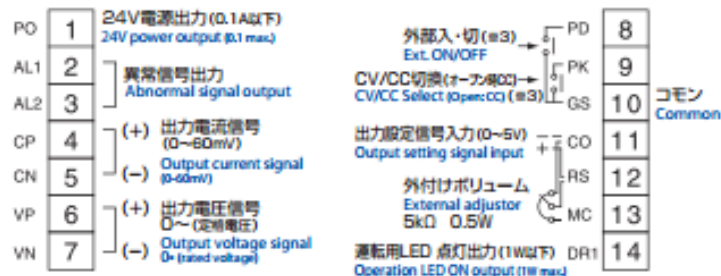 PO 1 24V電源出力(0.1A以下)
24V power output (0.1 max.)
AL1 2 異常信号出力
AL2 3 Abnormal signal output
CP 4 (+) 出力電流信号
(0~60mV)
CN 5 (-) Output current signal
(0-60mV)
VP 6 (+) 出力電圧信号
0~(定格電圧)
VN 7 (-) Output voltage signal
0~ (rated voltage)
外部入・切(※3) PD 8
Ext. ON/OFF
PK 9
CV/CC切換(オープン時CC)
CV/CC Select (Open:CC) (※3) GS 10 コモン
Common
出力設定信号入力(0~5V) CO 11
Output setting signal input + -
RS 12
外付けボリューム
External adjustor MC 13
5kΩ 0.5W
運転用LED 点灯出力(1W以下) DR1 14
Operation LED ON output (1W max.)